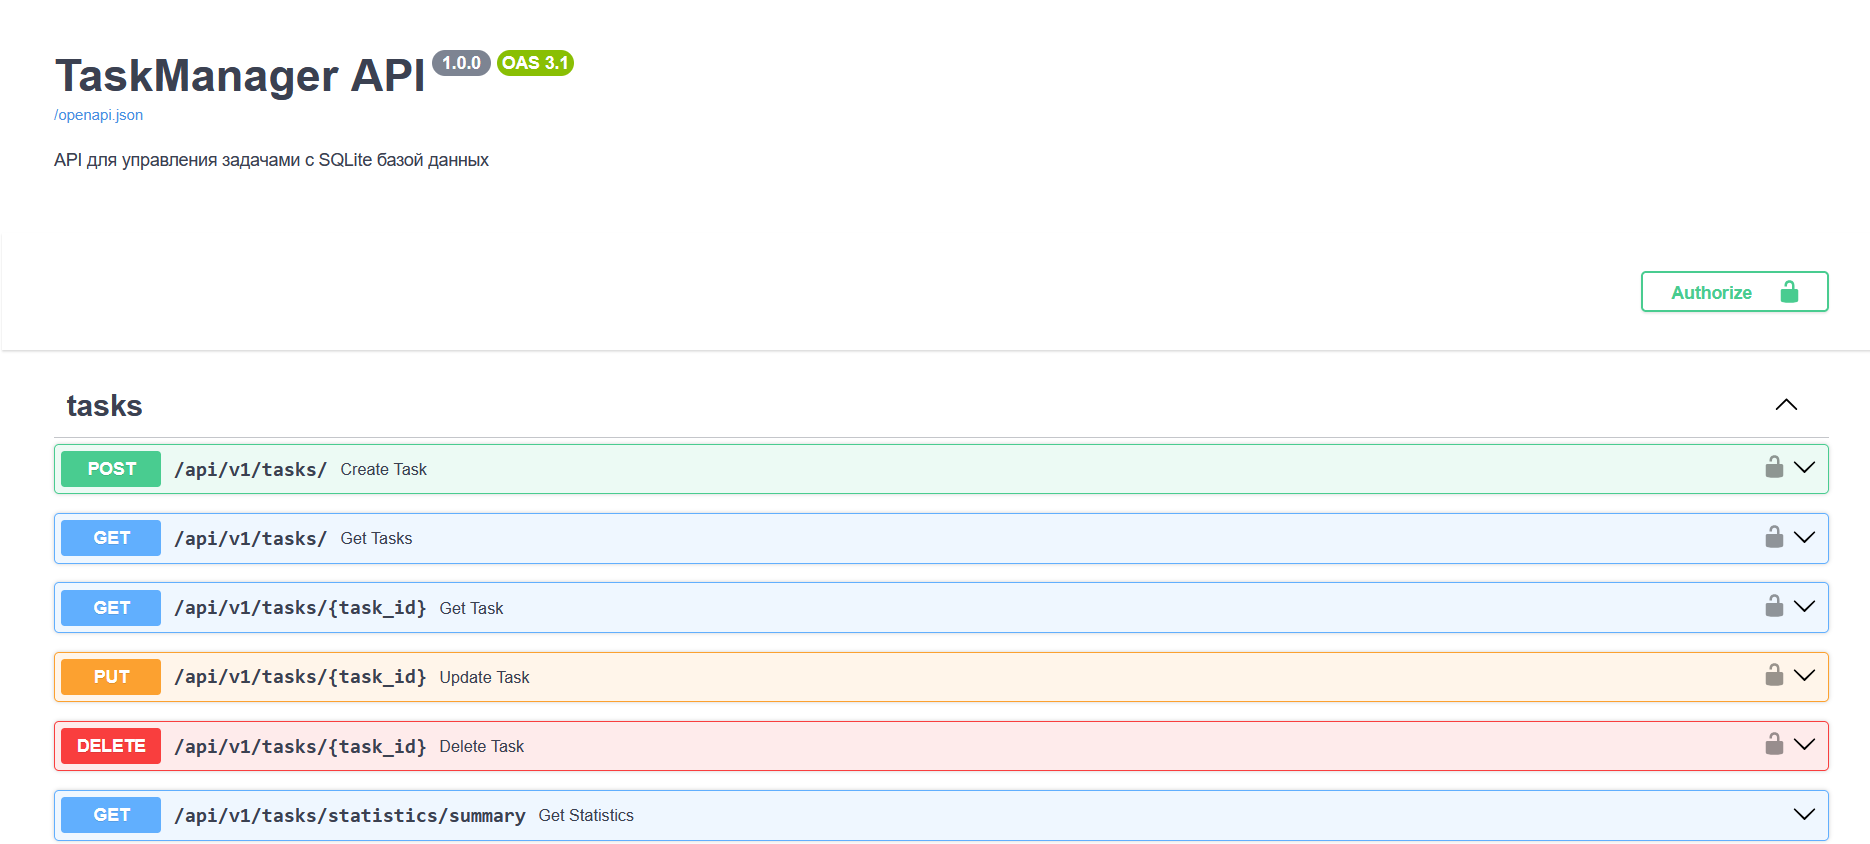 TaskManager API 1.0.0 OAS 3.1
/openapi.json
API для управления задачами с SQLite базой данных
Authorize
tasks
POST /api/v1/tasks/ Create Task
GET /api/v1/tasks/ Get Tasks
GET /api/v1/tasks/{task_id} Get Task
PUT /api/v1/tasks/{task_id} Update Task
DELETE /api/v1/tasks/{task_id} Delete Task
GET /api/v1/tasks/statistics/summary Get Statistics